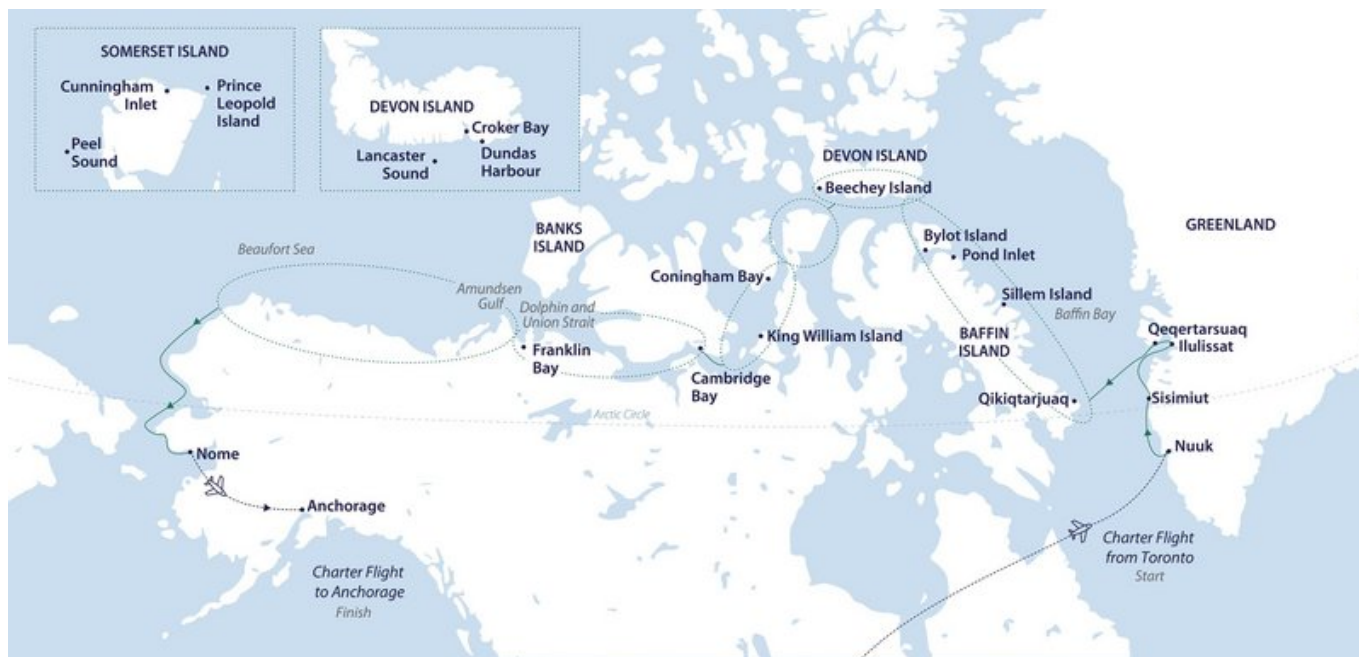 SOMERSET ISLAND
Cunningham
Inlet
Prince
Leopold
Island
Peel
Sound
DEVON ISLAND
Croker Bay
Lancaster
Sound
Dundas
Harbour
DEVON ISLAND
Beechey Island
BANKS
ISLAND
GREENLAND
Bylot Island
Pond Inlet
Beaufort Sea
Coningham Bay
Amundsen
Gulf
Dolphin and
Union Strait
Sillem Island
Baffin Bay
Qeqertarsuaq
Ilulissat
King William Island
BAFFIN
ISLAND
Franklin
Bay
Cambridge
Bay
Qikiqtarjuaq
Sisimiut
Arctic Circle
Nome
Nuuk
Anchorage
Charter Flight
from Toronto
Start
Charter Flight
to Anchorage
Finish